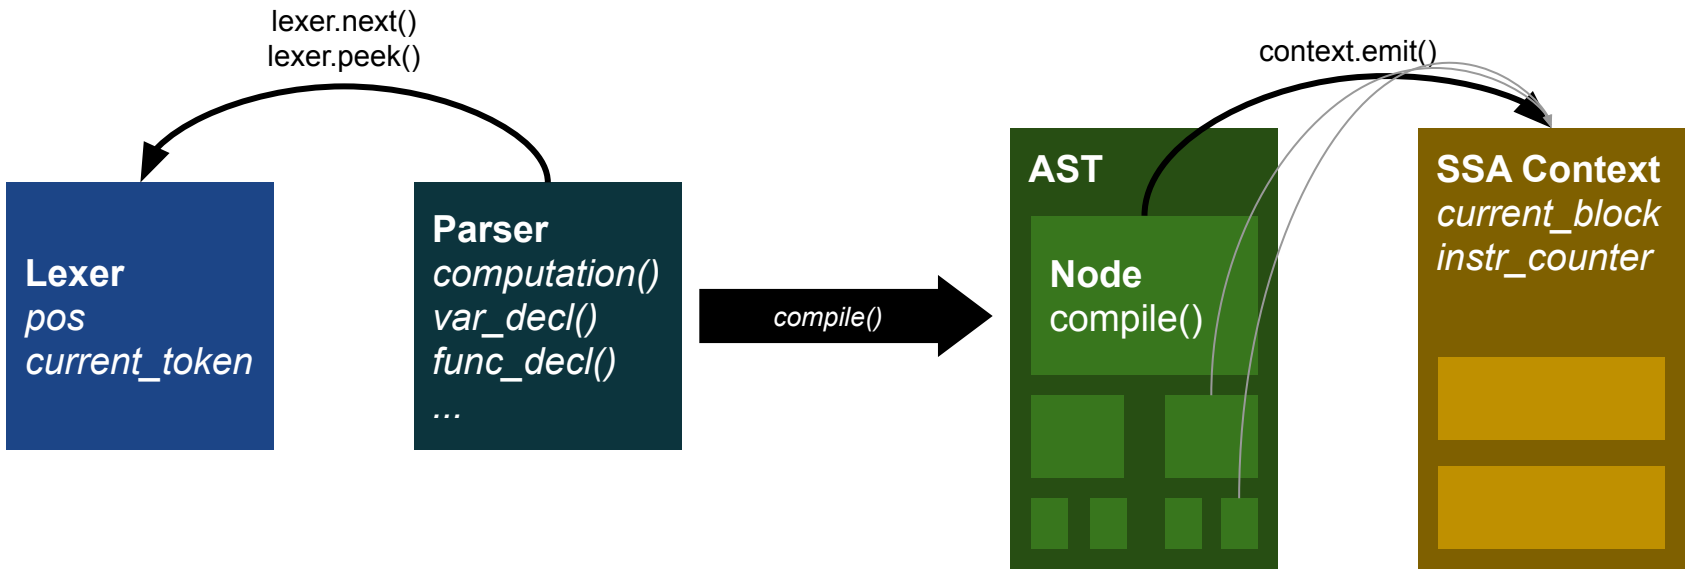 lexer.next()
lexer.peek()
context.emit()
Lexer
pos
current_token
Parser
computation()
var_decl()
func_decl()
...
compile()
AST
Node
compile()
SSA Context
current_block
instr_counter